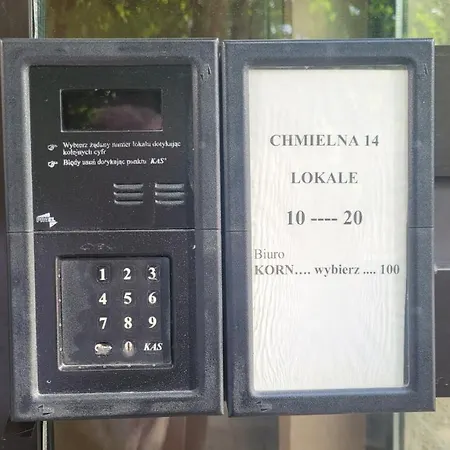 Wybierz żądany numer lokalu dotykając
kolejnych cyfr
Błędy usuń dotykając punktu KAS'
1 2 3
4 5 6
7 8 9
0 KAS
CHMIELNA 14
LOKALE
10 ---- 20
Biuro
KORN.... wybierz .... 100